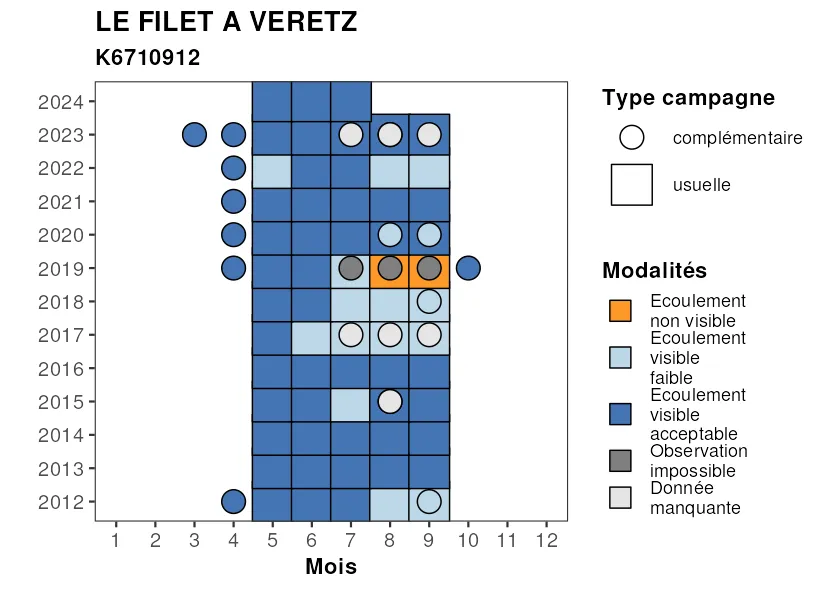 LE FILET A VERETZ
K6710912
2024
2023
2022
2021
2020
2019
2018
2017
2016
2015
2014
2013
2012
1 2 3 4 5 6 7 8 9 10 11 12
Mois
Type campagne
complémentaire
usuelle
Modalités
Ecoulement
non visible
Ecoulement
visible
faible
Ecoulement
visible
acceptable
Observation
impossible
Donnée
manquante